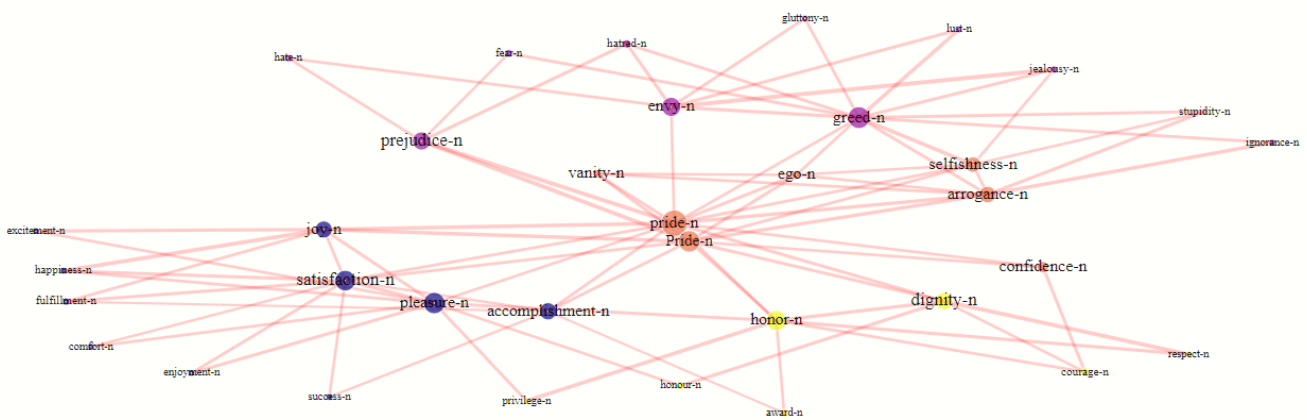 gluttony-n
lust-n
hatred-n
fear-n
hate-n
jealousy-n
envy-n
greed-n
stupidity-n
prejudice-n
ignorance-n
selfishness-n
vanity-n
ego-n
arrogance-n
pride-n
Pride-n
joy-n
excitement-n
happiness-n
confidence-n
satisfaction-n
fulfillment-n
pleasure-n
dignity-n
accomplishment-n
honor-n
comfort-n
respect-n
enjoyment-n
courage-n
honour-n
success-n
privilege-n
award-n